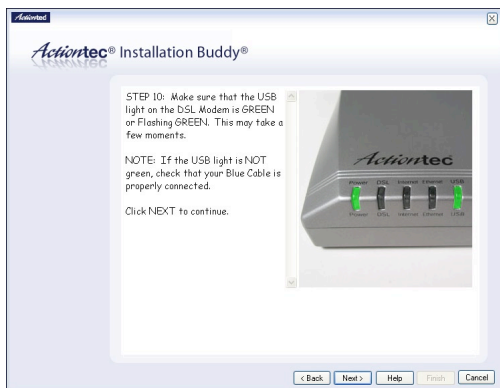 Actiontec
Actiontec® Installation Buddy®
STEP 10: Make sure that the USB
light on the DSL Modem is GREEN
or Flashing GREEN. This may take a
few moments.
NOTE: If the USB light is NOT
green, check that your Blue Cable is
properly connected.
Click NEXT to continue.
Actiontec
Power DSL Internet Ethernet USB
Power DSL Internet Ethernet USB
< Back Next > Help Finish Cancel